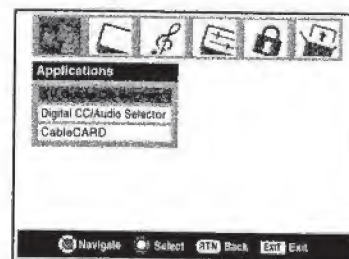 Applications
Digital CC/Audio Selector
CableCARD
Navigate Select RTN Back EXIT Exit